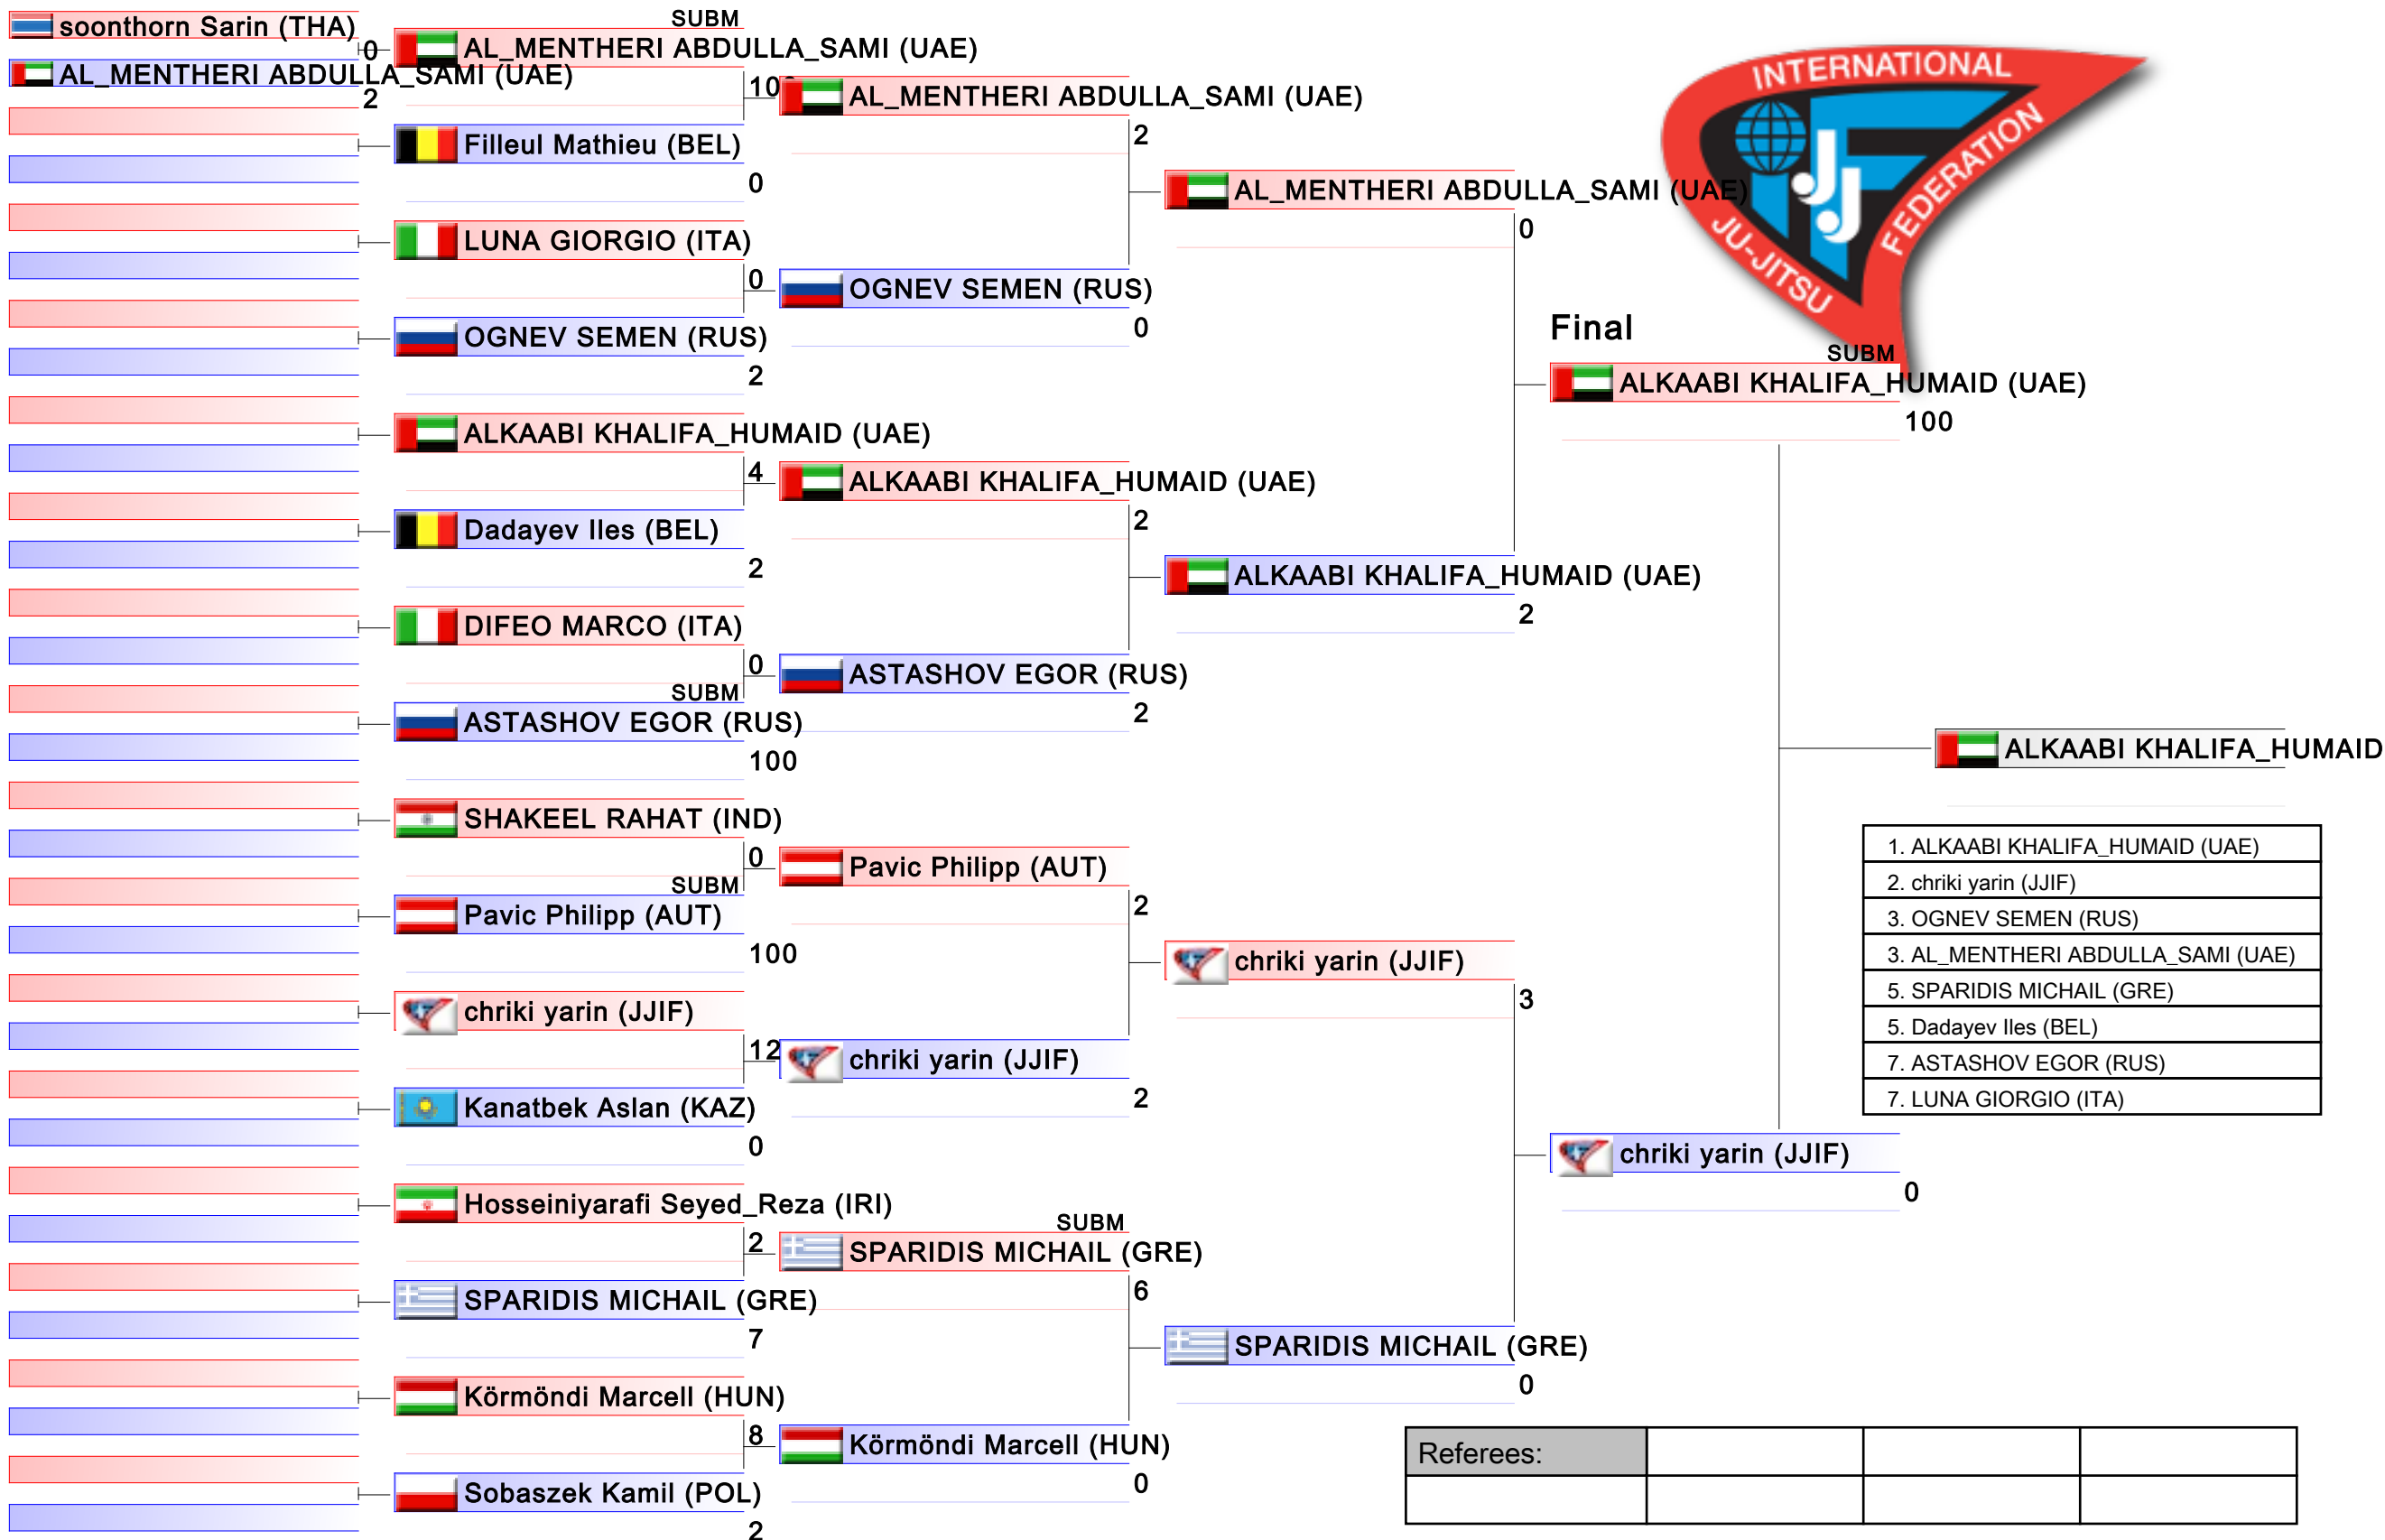 soonthorn Sarin (THA)
0
AL_MENTHERI ABDULLA_SAMI (UAE)
2
SUBM
AL_MENTHERI ABDULLA_SAMI (UAE)
100
Filleul Mathieu (BEL)
0
LUNA GIORGIO (ITA)
0
OGNEV SEMEN (RUS)
2
ALKAABI KHALIFA_HUMAID (UAE)
4
Dadayev Iles (BEL)
2
DIFEO MARCO (ITA)
0
SUBM
ASTASHOV EGOR (RUS)
100
SHAKEEL RAHAT (IND)
0
SUBM
Pavic Philipp (AUT)
100
chriki yarin (JJIF)
12
Kanatbek Aslan (KAZ)
0
Hosseiniyarafi Seyed_Reza (IRI)
2
SPARIDIS MICHAIL (GRE)
7
Körmöndi Marcell (HUN)
8
Sobaszek Kamil (POL)
2
AL_MENTHERI ABDULLA_SAMI (UAE)
2
OGNEV SEMEN (RUS)
0
ALKAABI KHALIFA_HUMAID (UAE)
2
ASTASHOV EGOR (RUS)
2
Pavic Philipp (AUT)
2
chriki yarin (JJIF)
2
SUBM
SPARIDIS MICHAIL (GRE)
6
Körmöndi Marcell (HUN)
0
AL_MENTHERI ABDULLA_SAMI (UAE)
0
ALKAABI KHALIFA_HUMAID (UAE)
2
chriki yarin (JJIF)
3
SPARIDIS MICHAIL (GRE)
0
INTERNATIONAL
JU-JITSU
FEDERATION
JJIF
Final
SUBM
ALKAABI KHALIFA_HUMAID (UAE)
100
chriki yarin (JJIF)
0
ALKAABI KHALIFA_HUMAID
1. ALKAABI KHALIFA_HUMAID (UAE)
2. chriki yarin (JJIF)
3. OGNEV SEMEN (RUS)
3. AL_MENTHERI ABDULLA_SAMI (UAE)
5. SPARIDIS MICHAIL (GRE)
5. Dadayev Iles (BEL)
7. ASTASHOV EGOR (RUS)
7. LUNA GIORGIO (ITA)
Referees: